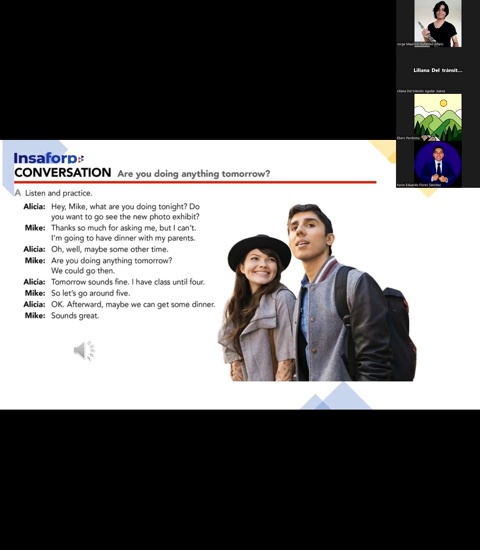 Insaforp
CONVERSATION Are you doing anything tomorrow?
A Listen and practice.
Alicia: Hey, Mike, what are you doing tonight? Do
you want to go see the new photo exhibit?
Mike: Thanks so much for asking me, but I can't.
I'm going to have dinner with my parents.
Alicia: Oh, well, maybe some other time.
Mike: Are you doing anything tomorrow?
We could go then.
Alicia: Tomorrow sounds fine. I have class until four.
Mike: So let's go around five.
Alicia: OK. Afterward, maybe we can get some dinner.
Mike: Sounds great.
Liliana Del tránsit...